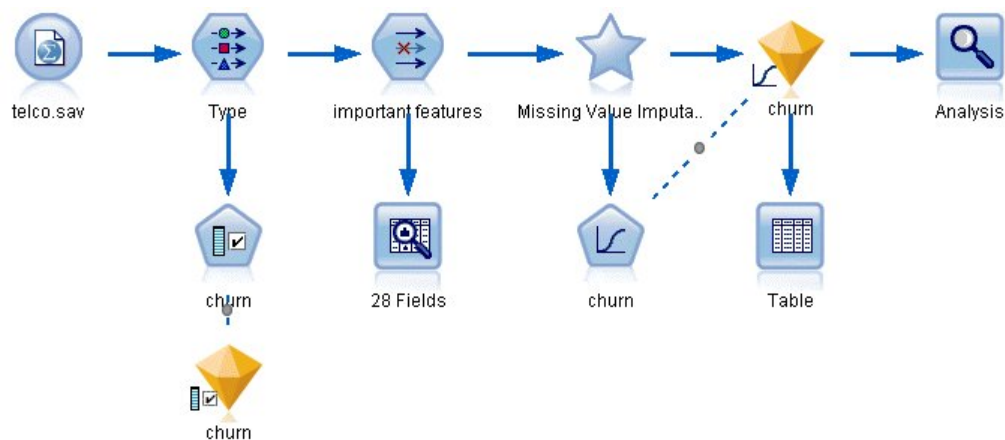 telco.sav
Type
important features
Missing Value Imputa..
churn
Analysis
churn
28 Fields
churn
Table
churn